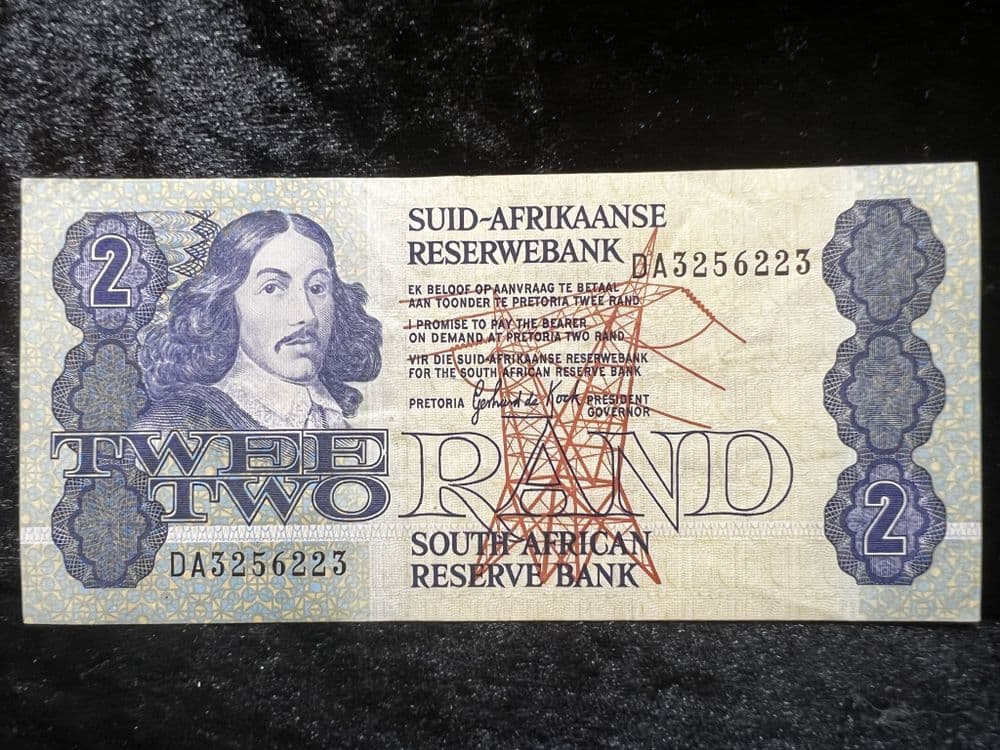 2
SUID-AFRIKAANSE
RESERWEBANK
DA3256223
EK BELOOF OP AANVRAAG TE BETAAL
AAN TOONDER TE PRETORIA TWEE RAND
I PROMISE TO PAY THE BEARER
ON DEMAND AT PRETORIA TWO RAND
VIR DIE SUID-AFRIKAANSE RESERWEBANK
FOR THE SOUTH AFRICAN RESERVE BANK
PRETORIA Gerhard de Kock PRESIDENT
GOVERNOR
TWEE
TWO
RAND
2
SOUTH AFRICAN
RESERVE BANK
DA3256223